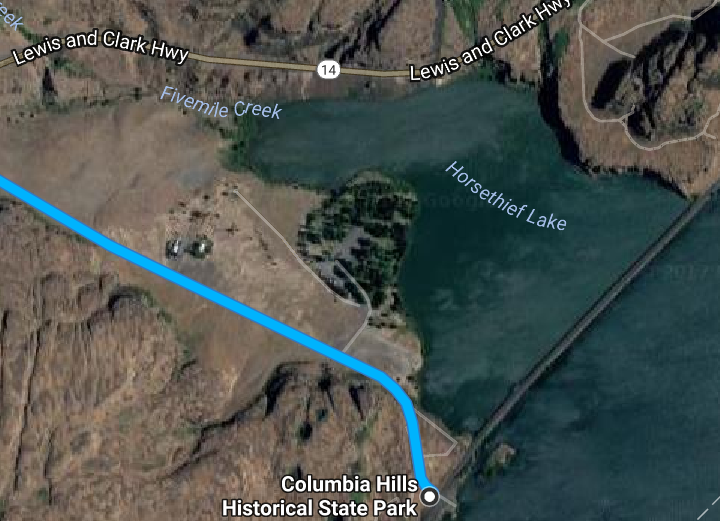 eek
Lewis and Clark Hwy
14
Lewis and Clark Hwy
Fivemile Creek
Horsethief Lake
Columbia Hills
Historical State Park